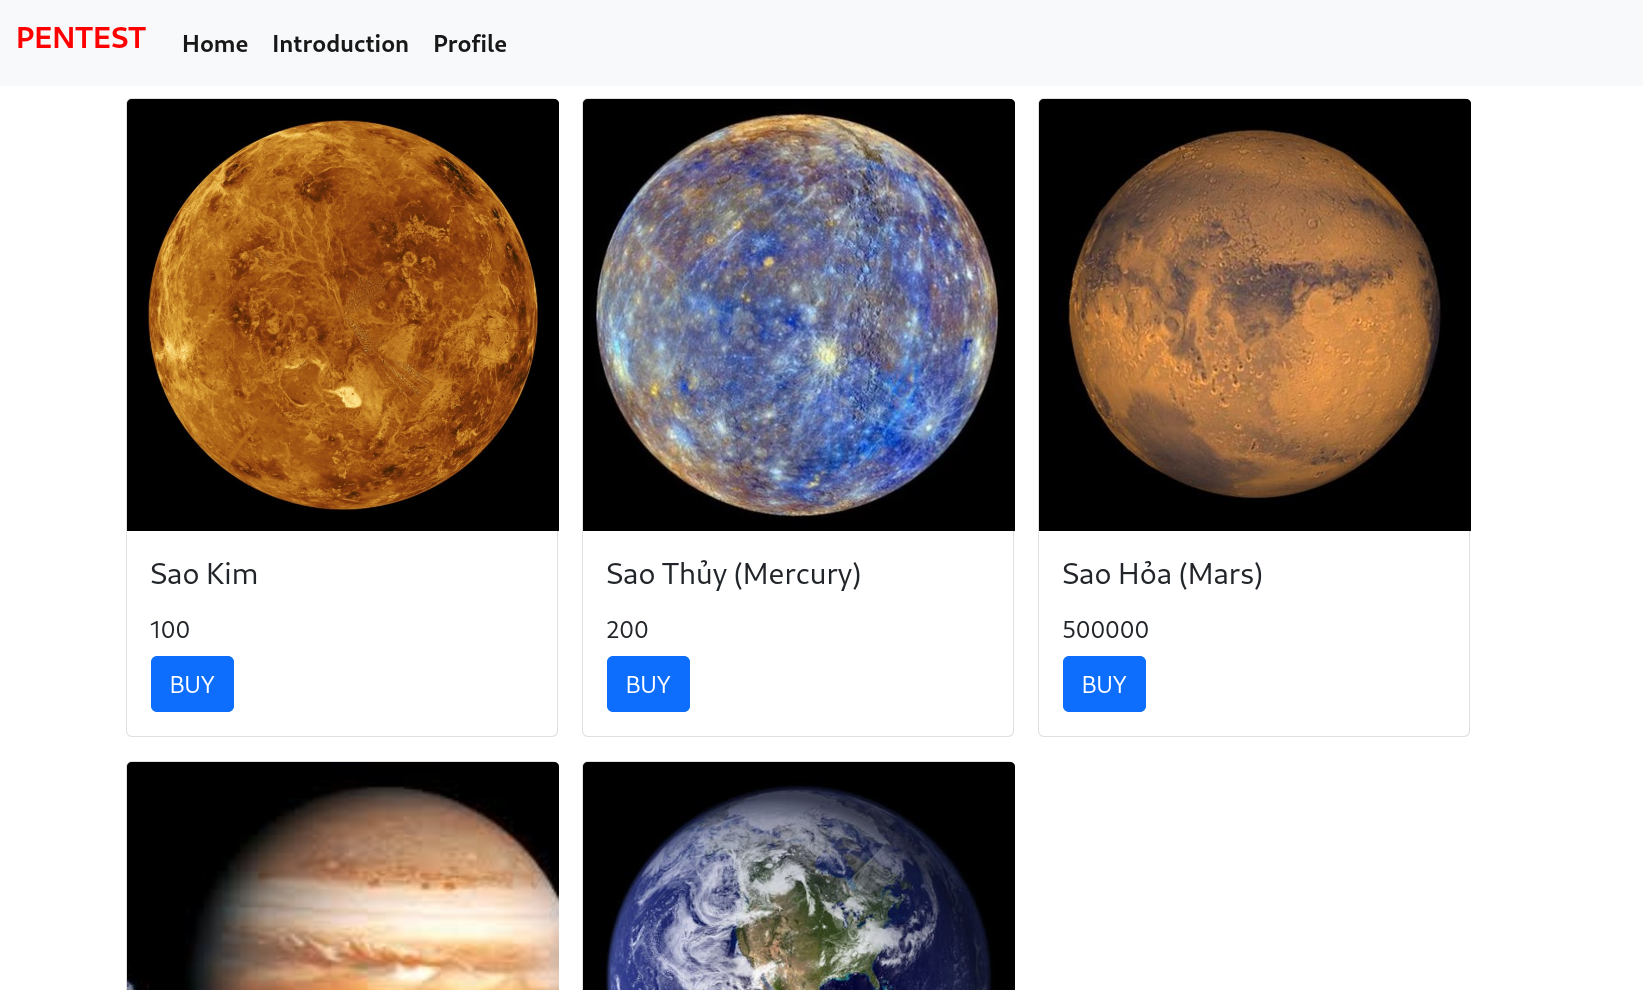 PENTEST
Home Introduction Profile
Sao Kim
100
BUY
Sao Thủy (Mercury)
200
BUY
Sao Hỏa (Mars)
500000
BUY